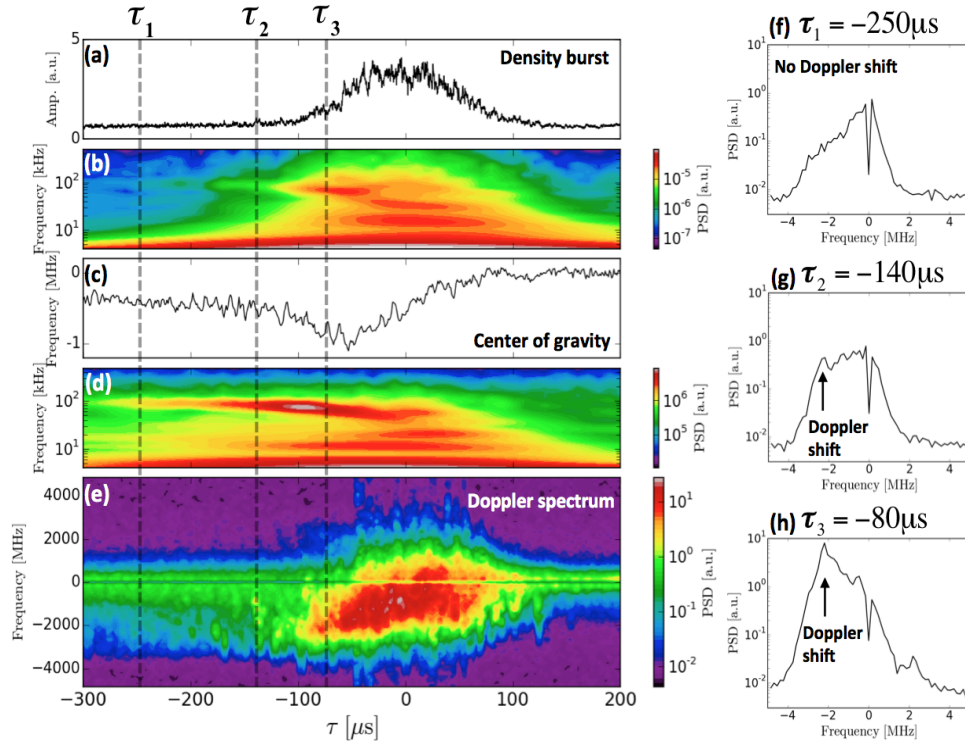 τ₁ τ₂ τ₃
(a) Density burst
Amp. [a.u.]
5
0
(b)
Frequency [kHz]
10²
10¹
10⁻⁵
10⁻⁶
10⁻⁷
PSD [a.u.]
(c) Center of gravity
Frequency [MHz]
0
-1
(d)
Frequency [kHz]
10²
10¹
10⁶
10⁵
PSD [a.u.]
(e) Doppler spectrum
Frequency [MHz]
4000
2000
0
−2000
−4000
10¹
10⁰
10⁻¹
10⁻²
PSD [a.u.]
−300 −200 −100 0 100 200
τ [μs]
(f) τ₁ = −250μs
No Doppler shift
PSD [a.u.]
10¹
10⁰
10⁻¹
10⁻²
−4 −2 0 2 4
Frequency [MHz]
(g) τ₂ = −140μs
Doppler
shift
PSD [a.u.]
10¹
10⁰
10⁻¹
10⁻²
−4 −2 0 2 4
Frequency [MHz]
(h) τ₃ = −80μs
Doppler
shift
PSD [a.u.]
10¹
10⁰
10⁻¹
10⁻²
−4 −2 0 2 4
Frequency [MHz]